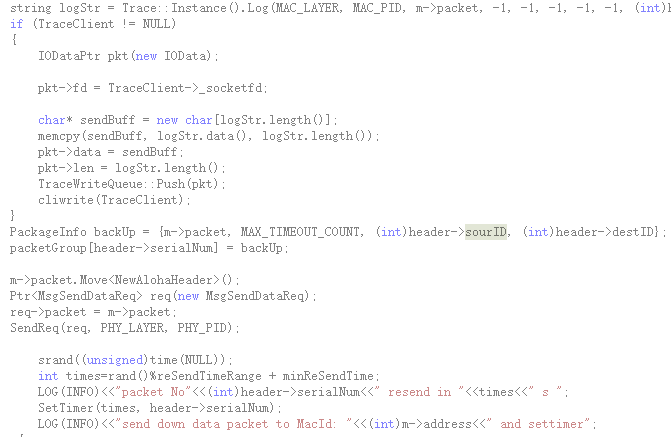 string logStr = Trace::Instance().Log(MAC_LAYER, MAC_PID, m->packet, -1, -1, -1, -1, -1, (int)
if (TraceClient != NULL)
{
IODataPtr pkt(new IOData);
pkt->fd = TraceClient->_socketfd;
char* sendBuff = new char[logStr.length()];
memcpy(sendBuff, logStr.data(), logStr.length());
pkt->data = sendBuff;
pkt->len = logStr.length();
TraceWriteQueue::Push(pkt);
cliwrite(TraceClient);
}
PackageInfo backUp = {m->packet, MAX_TIMEOUT_COUNT, (int)header->sourID, (int)header->destID};
packetGroup[header->serialNum] = backUp;
m->packet.Move<NewAlohaHeader>();
Ptr<MsgSendDataReq> req(new MsgSendDataReq);
req->packet = m->packet;
SendReq(req, PHY_LAYER, PHY_PID);
srand((unsigned)time(NULL));
int times=rand()%reSendTimeRange + minReSendTime;
LOG(INFO)<<"packet No"<<(int)header->serialNum<<" resend in "<<times<<" s ";
SetTimer(times, header->serialNum);
LOG(INFO)<<"send down data packet to MacId: "<<(int)m->address<<" and settimer";